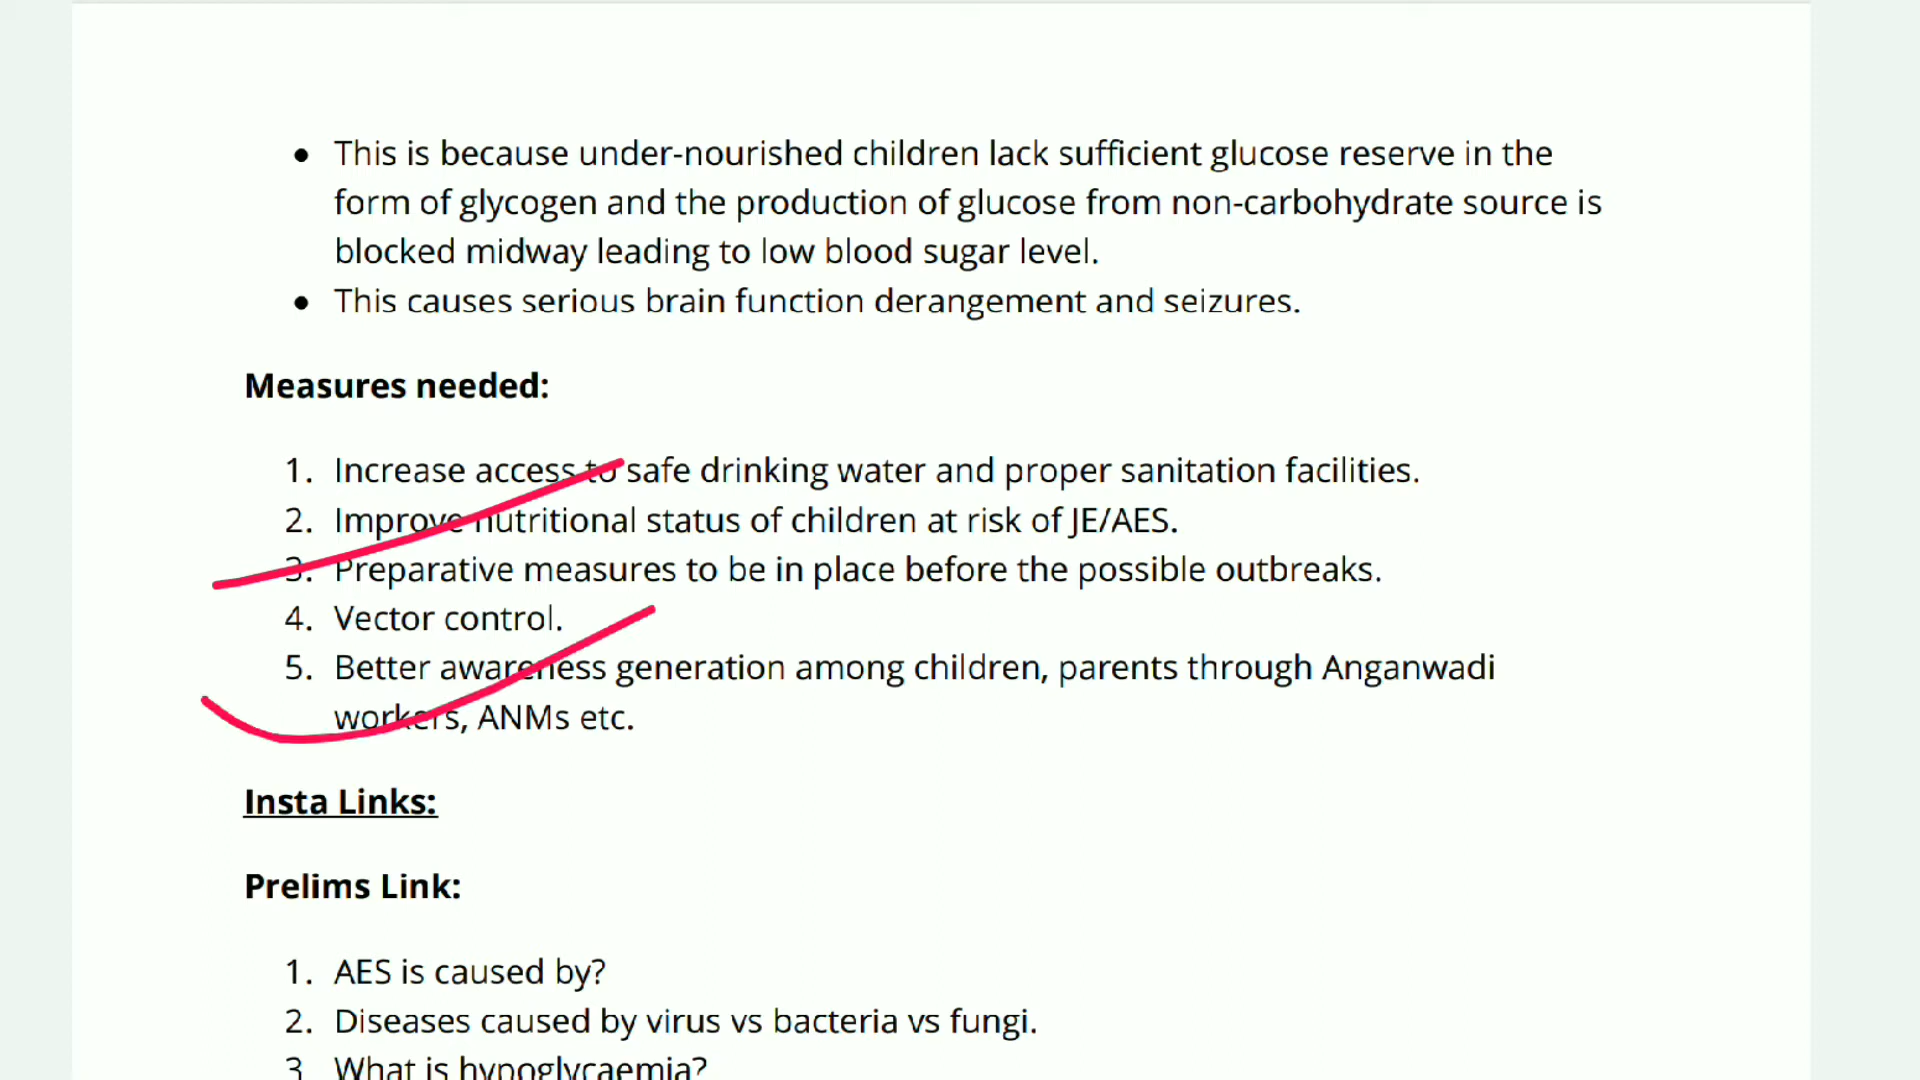 • This is because under-nourished children lack sufficient glucose reserve in the
form of glycogen and the production of glucose from non-carbohydrate source is
blocked midway leading to low blood sugar level.
• This causes serious brain function derangement and seizures.
Measures needed:
1. Increase access to safe drinking water and proper sanitation facilities.
2. Improve nutritional status of children at risk of JE/AES.
3. Preparative measures to be in place before the possible outbreaks.
4. Vector control.
5. Better awareness generation among children, parents through Anganwadi
workers, ANMs etc.
Insta Links:
Prelims Link:
1. AES is caused by?
2. Diseases caused by virus vs bacteria vs fungi.
3 What is hypoglycaemia?